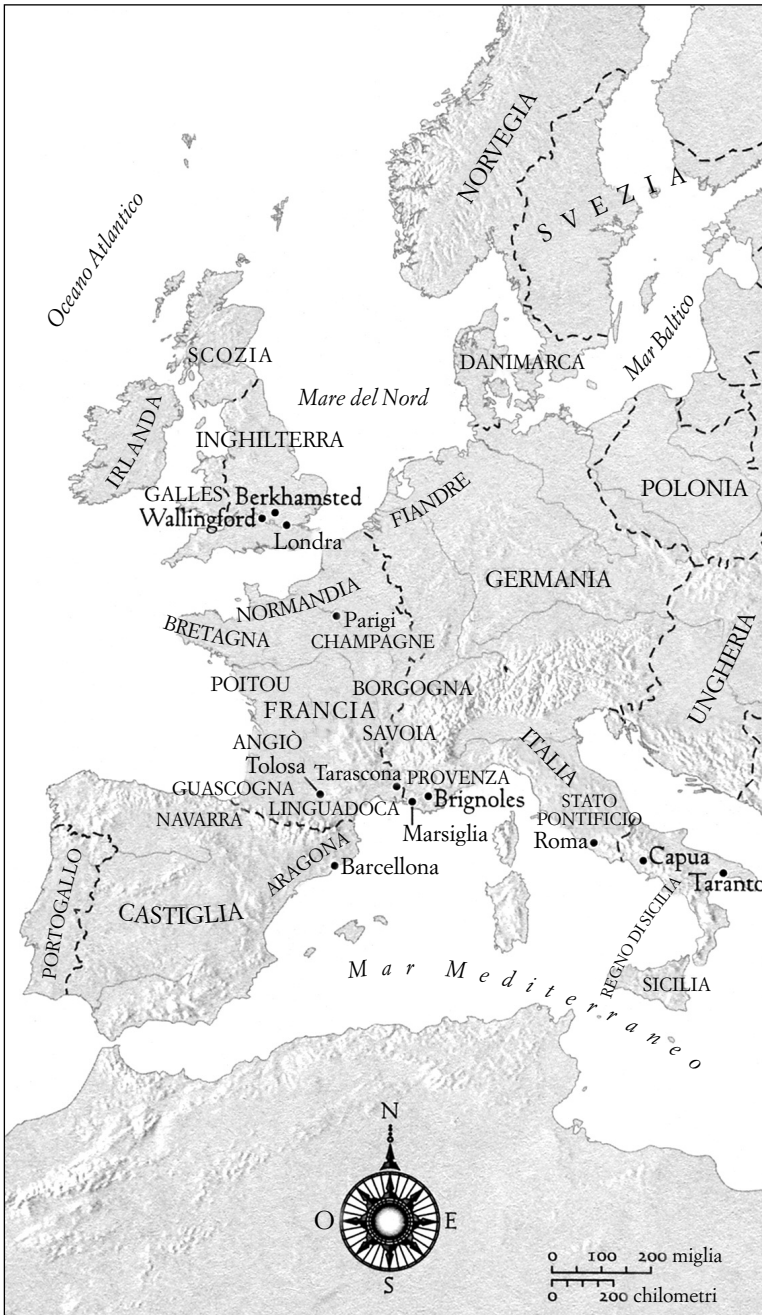 NORVEGIA
SVEZIA
Oceano Atlantico
Mar Baltico
SCOZIA
DANIMARCA
Mare del Nord
IRLANDA
INGHILTERRA
GALLES
Berkhamsted
Wallingford
Londra
FIANDRE
POLONIA
GERMANIA
NORMANDIA
Parigi
BRETAGNA
CHAMPAGNE
UNGHERIA
POITOU
BORGOGNA
FRANCIA
SAVOIA
ANGIÒ
ITALIA
Tolosa
Tarascona
PROVENZA
GUASCOGNA
LINGUADOCA
Brignoles
NAVARRA
Marsiglia
STATO
PONTIFICIO
Roma
ARAGONA
Barcellona
Capua
Taranto
PORTOGALLO
CASTIGLIA
REGNO DI SICILIA
SICILIA
Mar Mediterraneo
N
O
E
S
0 100 200 miglia
0 200 chilometri